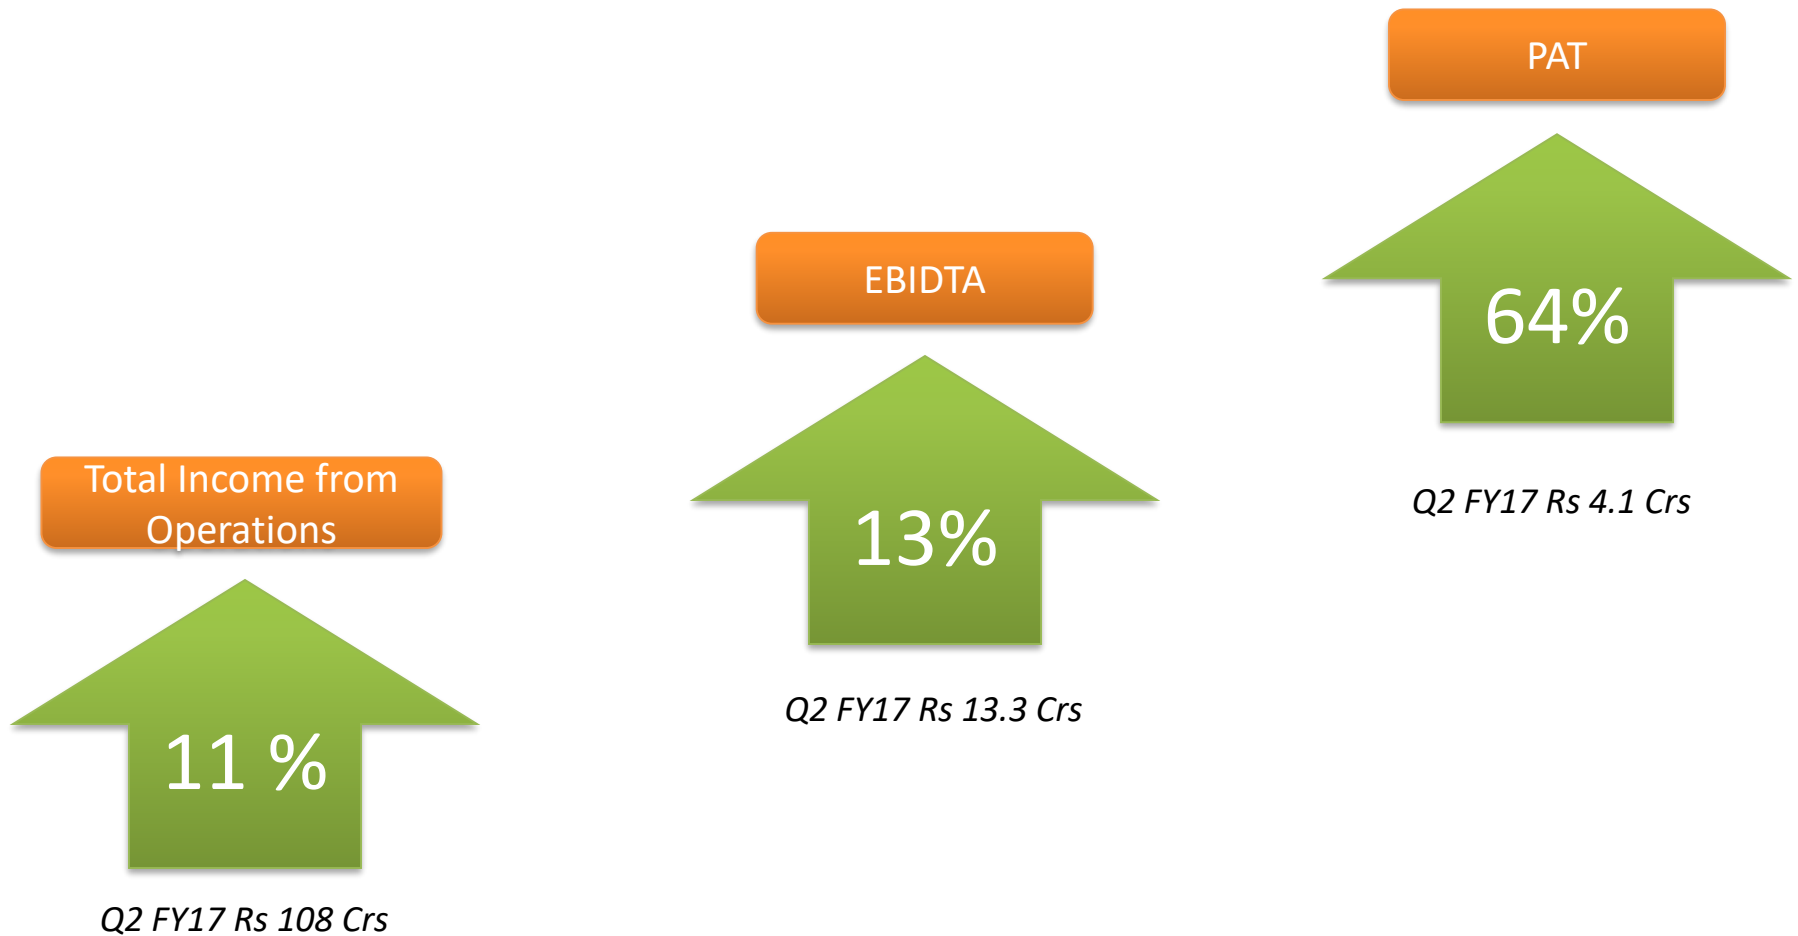 Total Income from
Operations
11 %
Q2 FY17 Rs 108 Crs
EBIDTA
13%
Q2 FY17 Rs 13.3 Crs
PAT
64%
Q2 FY17 Rs 4.1 Crs